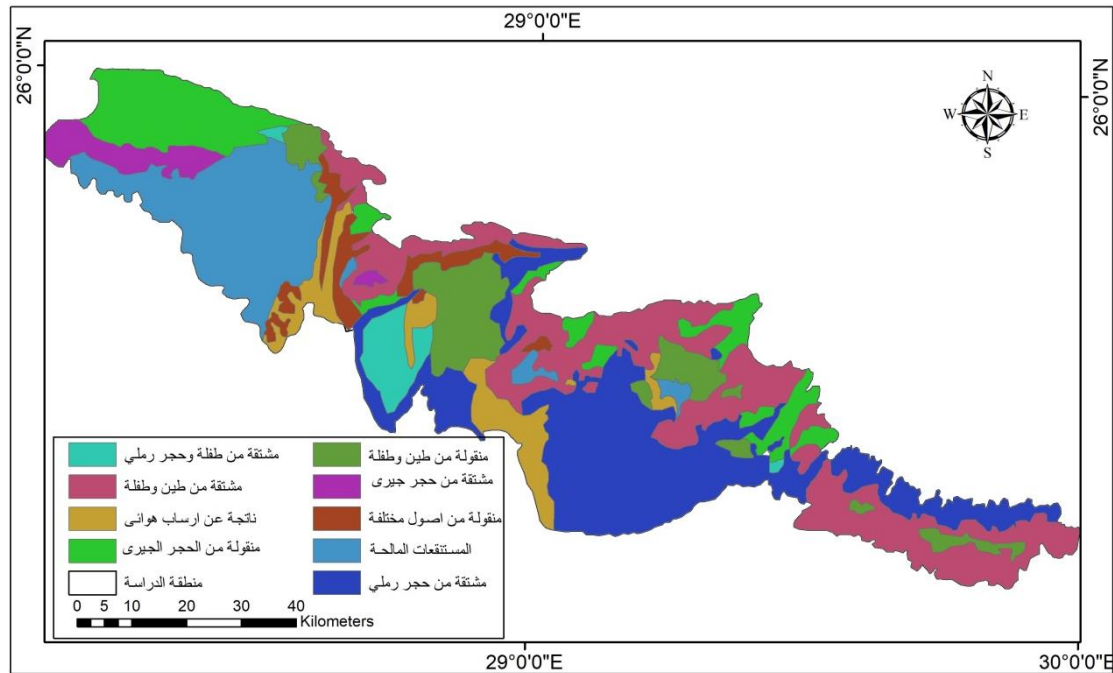 29°0'0"E
26°0'0"N
26°0'0"N
N
W
E
S
مشتقة من طفلة وحجر رملي
منقولة من طين وطفلة
مشتقة من طين وطفلة
مشتقة من حجر جيرى
ناتجة عن ارساب هوائى
منقولة من اصول مختلفة
منقولة من الحجر الجيرى
المستنقعات المالحة
منطقة الدراسة
مشتقة من حجر رملي
0 5 10 20 30 40
Kilometers
29°0'0"E
30°0'0"E